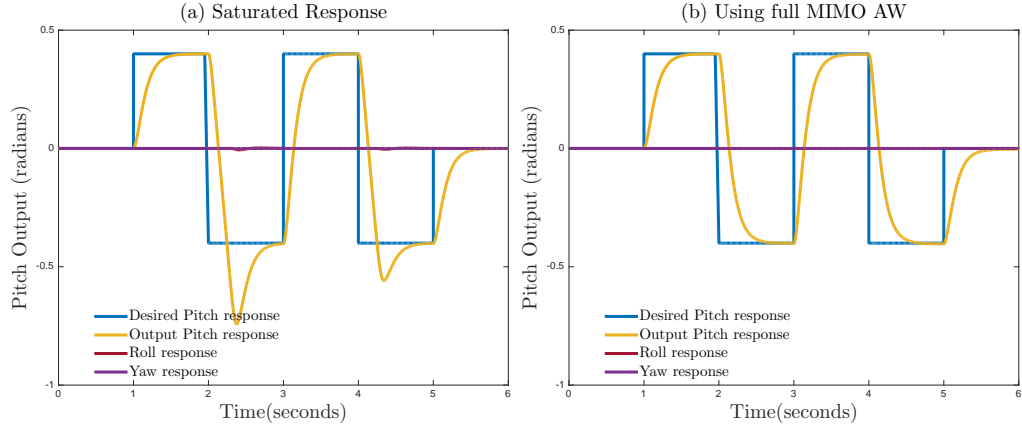 (a) Saturated Response
0.5
0
-0.5
-1
Pitch Output (radians)
Desired Pitch response
Output Pitch response
Roll response
Yaw response
0 1 2 3 4 5 6
Time(seconds)
(b) Using full MIMO AW
0.5
0
-0.5
-1
Pitch Output (radians)
Desired Pitch response
Output Pitch response
Roll response
Yaw response
0 1 2 3 4 5 6
Time(seconds)